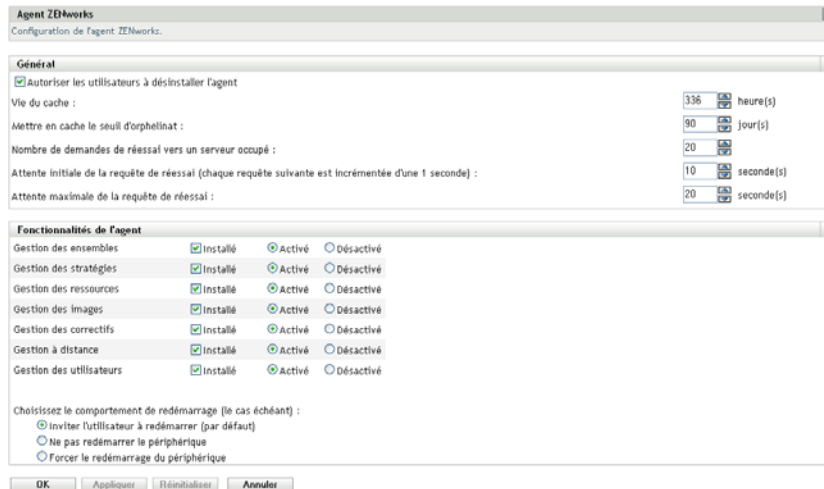 Agent ZENworks
Configuration de l'agent ZENworks.
Général
Autoriser les utilisateurs à désinstaller l'agent
Vie du cache : 336 heure(s)
Mettre en cache le seuil d'orphelinat : 90 jour(s)
Nombre de demandes de réessai vers un serveur occupé : 20
Attente initiale de la requête de réessai (chaque requête suivante est incrémentée d'une 1 seconde) : 10 seconde(s)
Attente maximale de la requête de réessai : 20 seconde(s)
Fonctionnalités de l'agent
Gestion des ensembles Installé Activé Désactivé
Gestion des stratégies Installé Activé Désactivé
Gestion des ressources Installé Activé Désactivé
Gestion des images Installé Activé Désactivé
Gestion des correctifs Installé Activé Désactivé
Gestion à distance Installé Activé Désactivé
Gestion des utilisateurs Installé Activé Désactivé
Choisissez le comportement de redémarrage (le cas échéant) :
Inviter l'utilisateur à redémarrer (par défaut)
Ne pas redémarrer le périphérique
Forcer le redémarrage du périphérique
OK Appliquer Réinitialiser Annuler